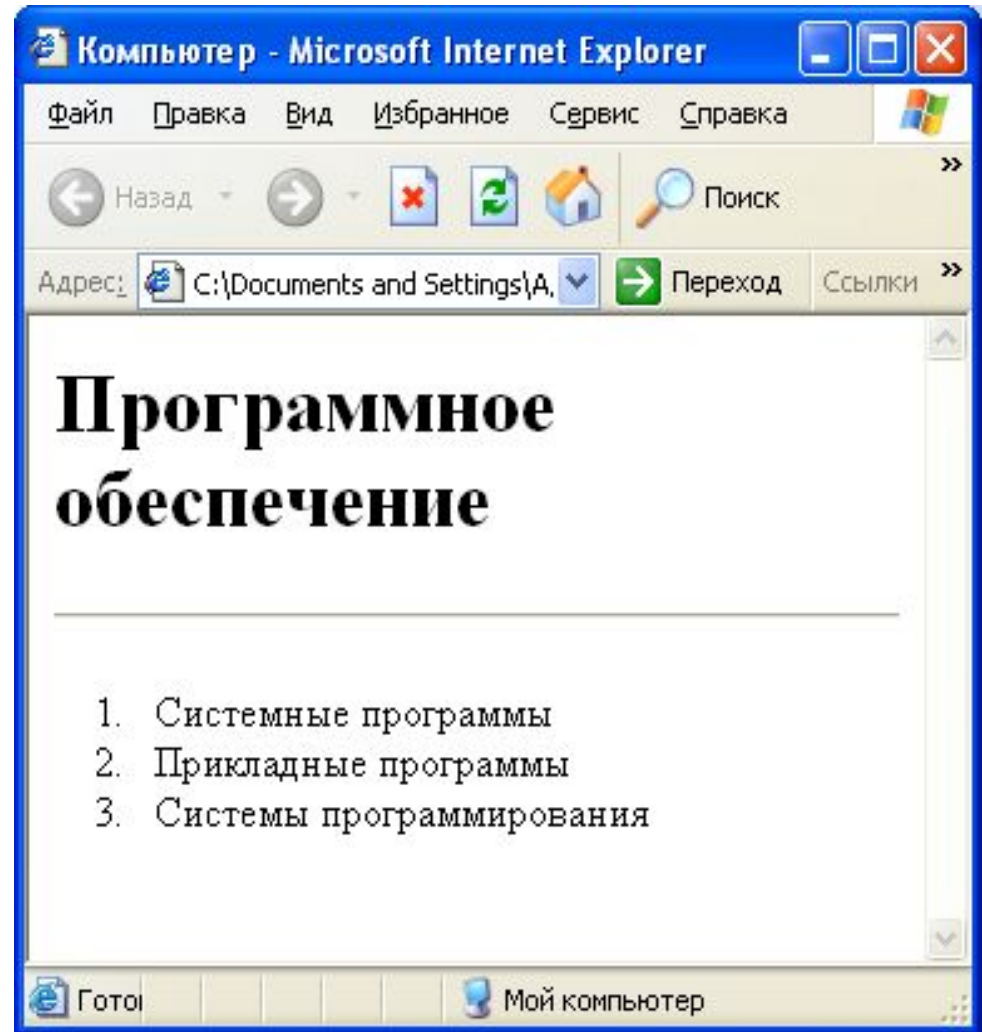 Компьютер - Microsoft Internet Explorer
Файл Правка Вид Избранное Сервис Справка
Назад Поиск »
Адрес: C:\Documents and Settings\A, Переход Ссылки »
Программное
обеспечение
1. Системные программы
2. Прикладные программы
3. Системы программирования
Мой компьютер